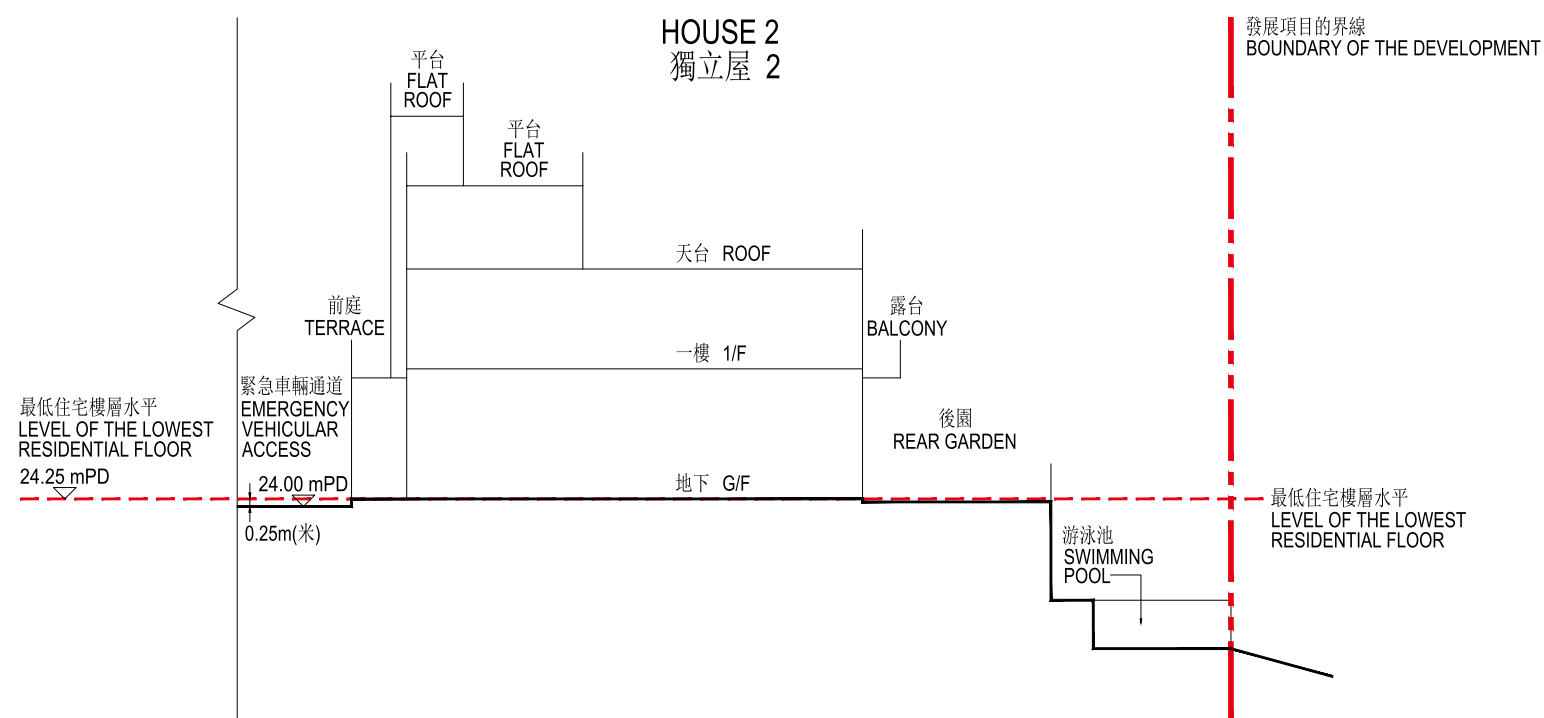 HOUSE 2
獨立屋 2
發展項目的界線
BOUNDARY OF THE DEVELOPMENT
平台
FLAT
ROOF
平台
FLAT
ROOF
天台 ROOF
前庭
TERRACE
露台
BALCONY
一樓 1/F
緊急車輛通道
EMERGENCY
VEHICULAR
ACCESS
最低住宅樓層水平
LEVEL OF THE LOWEST
RESIDENTIAL FLOOR
24.25 mPD
後園
REAR GARDEN
24.00 mPD
地下 G/F
0.25m(米)
最低住宅樓層水平
LEVEL OF THE LOWEST
RESIDENTIAL FLOOR
游泳池
SWIMMING
POOL